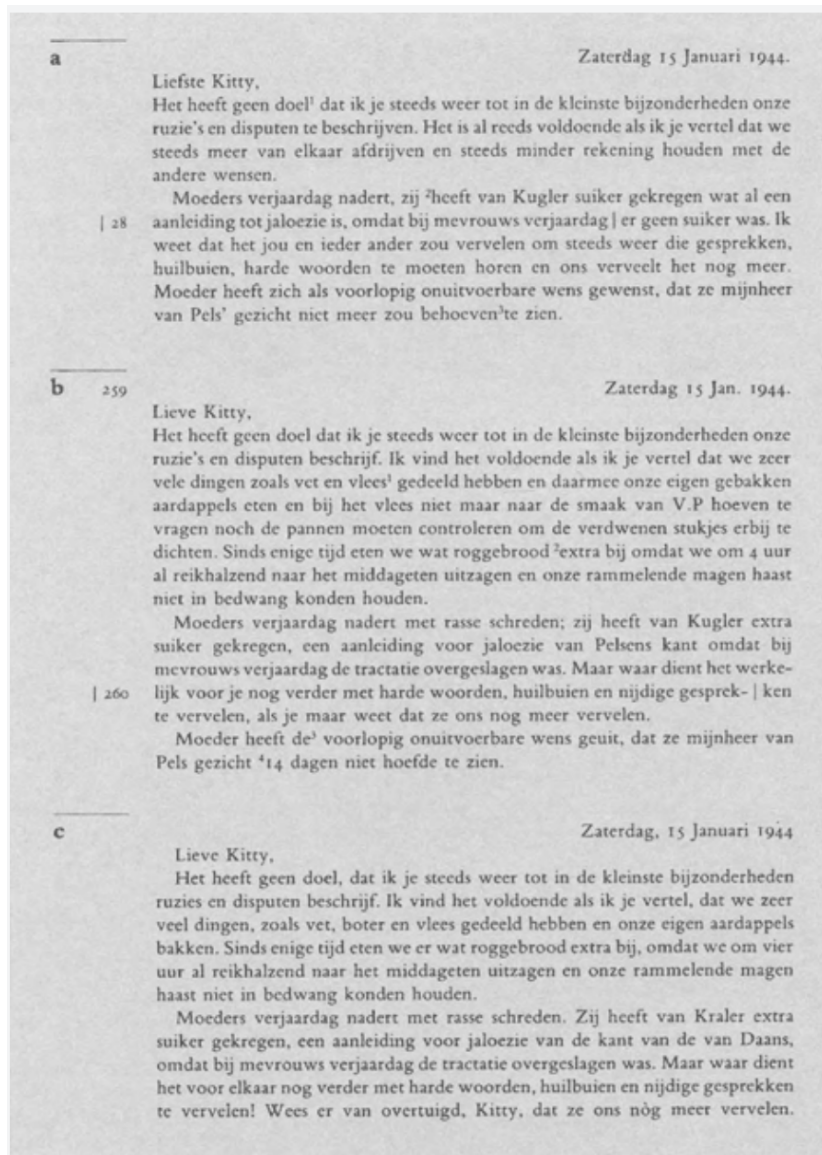 a
Zaterdag 15 Januari 1944.
Liefste Kitty,
Het heeft geen doel¹ dat ik je steeds weer tot in de kleinste bijzonderheden onze
ruzie's en disputen te beschrijven. Het is al reeds voldoende als ik je vertel dat we
steeds meer van elkaar afdrijven en steeds minder rekening houden met de
andere wensen.
Moeders verjaardag nadert, zij ²heeft van Kugler suiker gekregen wat al een
| 28 aanleiding tot jaloezie is, omdat bij mevrouws verjaardag | er geen suiker was. Ik
weet dat het jou en ieder ander zou vervelen om steeds weer die gesprekken,
huilbuien, harde woorden te moeten horen en ons verveelt het nog meer.
Moeder heeft zich als voorlopig onuitvoerbare wens gewenst, dat ze mijnheer
van Pels' gezicht niet meer zou behoeven³te zien.
b 259
Zaterdag 15 Jan. 1944.
Lieve Kitty,
Het heeft geen doel dat ik je steeds weer tot in de kleinste bijzonderheden onze
ruzie's en disputen beschrijf. Ik vind het voldoende als ik je vertel dat we zeer
vele dingen zoals vet en vlees¹ gedeeld hebben en daarmee onze eigen gebakken
aardappels eten en bij het vlees niet maar naar de smaak van V.P hoeven te
vragen noch de pannen moeten controleren om de verdwenen stukjes erbij te
dichten. Sinds enige tijd eten we wat roggebrood ²extra bij omdat we om 4 uur
al reikhalzend naar het middageten uitzagen en onze rammelende magen haast
niet in bedwang konden houden.
Moeders verjaardag nadert met rasse schreden; zij heeft van Kugler extra
suiker gekregen, een aanleiding voor jaloezie van Pelsens kant omdat bij
mevrouws verjaardag de tractatie overgeslagen was. Maar waar dient het werke-
| 260 lijk voor je nog verder met harde woorden, huilbuien en nijdige gesprek- | ken
te vervelen, als je maar weet dat ze ons nog meer vervelen.
Moeder heeft de³ voorlopig onuitvoerbare wens geuit, dat ze mijnheer van
Pels gezicht ⁴14 dagen niet hoefde te zien.
c
Zaterdag, 15 Januari 1944
Lieve Kitty,
Het heeft geen doel, dat ik je steeds weer tot in de kleinste bijzonderheden
ruzies en disputen beschrijf. Ik vind het voldoende als ik je vertel, dat we zeer
veel dingen, zoals vet, boter en vlees gedeeld hebben en onze eigen aardappels
bakken. Sinds enige tijd eten we er wat roggebrood extra bij, omdat we om vier
uur al reikhalzend naar het middageten uitzagen en onze rammelende magen
haast niet in bedwang konden houden.
Moeders verjaardag nadert met rasse schreden. Zij heeft van Kraler extra
suiker gekregen, een aanleiding voor jaloezie van de kant van de van Daans,
omdat bij mevrouws verjaardag de tractatie overgeslagen was. Maar waar dient
het voor elkaar nog verder met harde woorden, huilbuien en nijdige gesprekken
te vervelen! Wees er van overtuigd, Kitty, dat ze ons nòg meer vervelen.